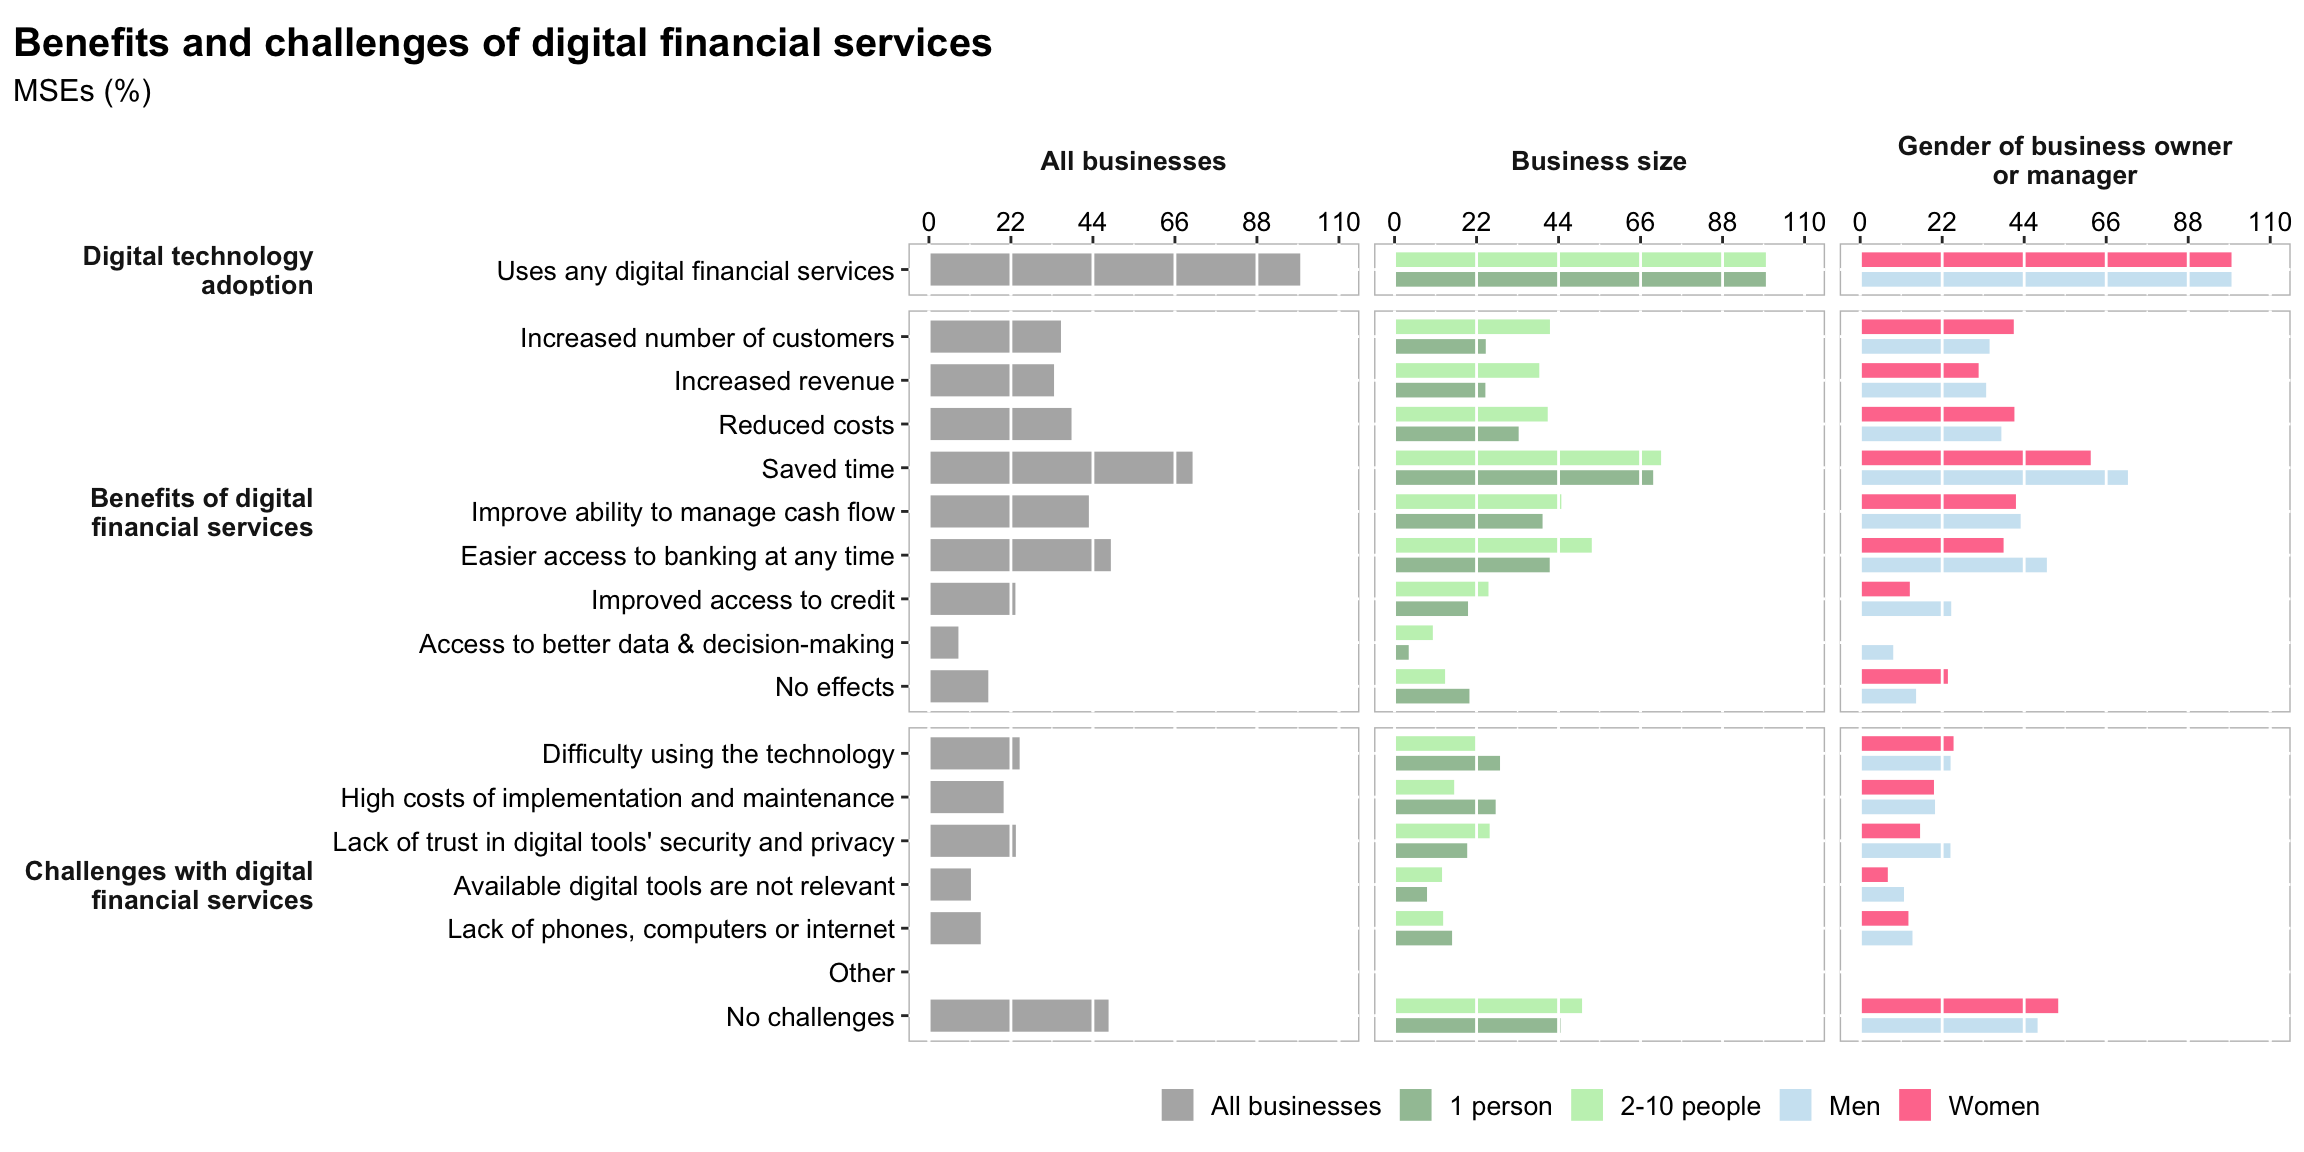 Benefits and challenges of digital financial services
MSEs (%)
All businesses
Business size
Gender of business owner
or manager
0 22 44 66 88 110
0 22 44 66 88 110
0 22 44 66 88 110
Digital technology
adoption
Uses any digital financial services
Benefits of digital
financial services
Increased number of customers
Increased revenue
Reduced costs
Saved time
Improve ability to manage cash flow
Easier access to banking at any time
Improved access to credit
Access to better data & decision-making
No effects
Challenges with digital
financial services
Difficulty using the technology
High costs of implementation and maintenance
Lack of trust in digital tools' security and privacy
Available digital tools are not relevant
Lack of phones, computers or internet
Other
No challenges
All businesses 1 person 2-10 people Men Women